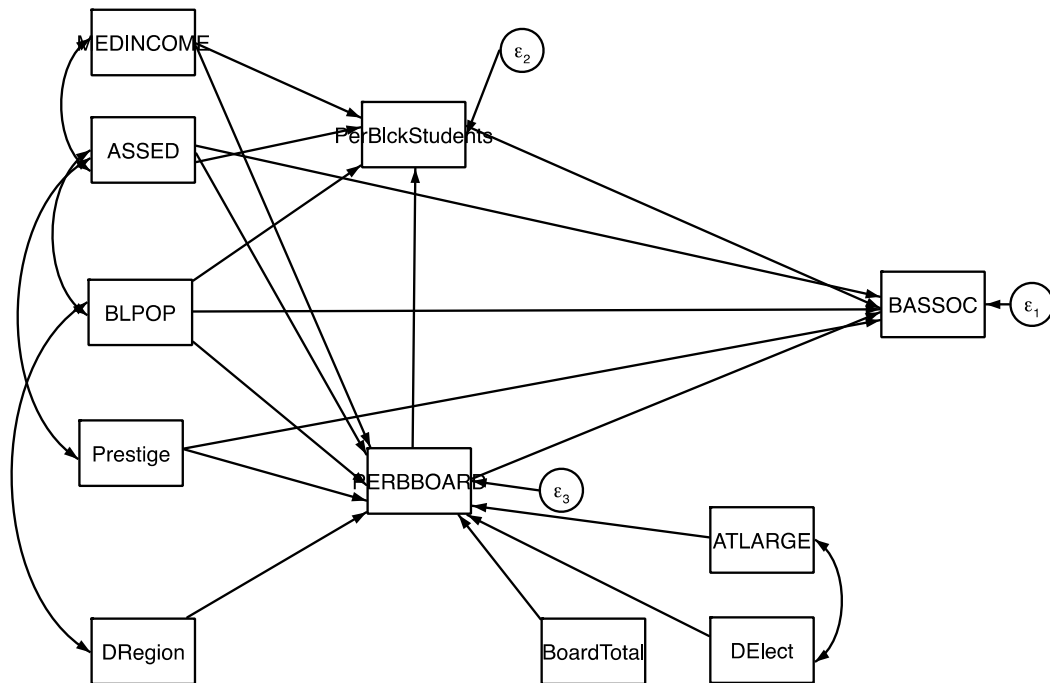 MEDINCOME
ε2
ASSED
PerBlckStudents
BLPOP
BASSOC
ε1
Prestige
PERBBOARD
ε3
ATLARGE
DRegion
BoardTotal
DElect